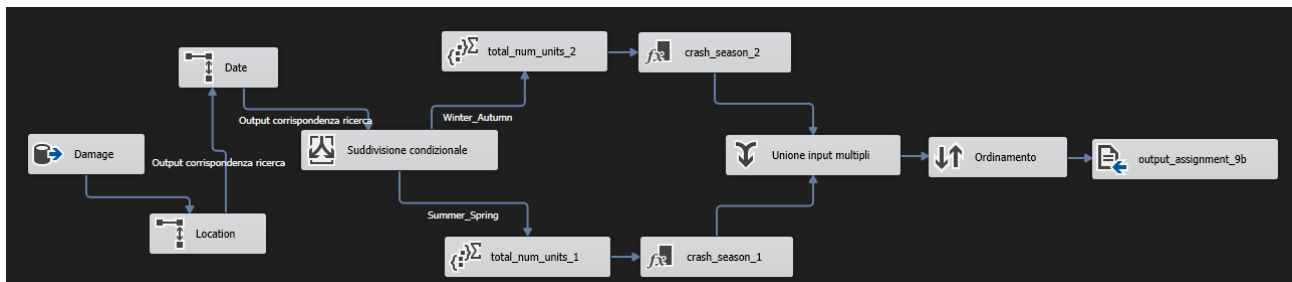 Damage
Location
Output corrispondenza ricerca
Date
Output corrispondenza ricerca
Suddivisione condizionale
Winter_Autumn
total_num_units_2
crash_season_2
Summer_Spring
total_num_units_1
crash_season_1
Unione input multipli
Ordinamento
output_assignment_9b